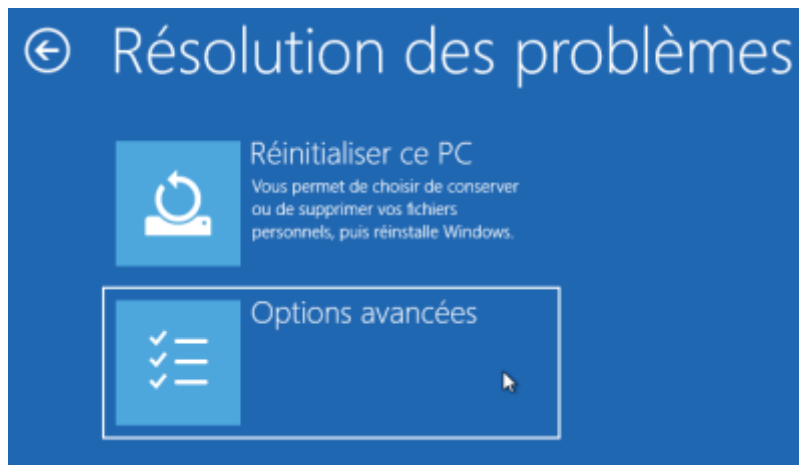 Résolution des problèmes
Réinitialiser ce PC
Vous permet de choisir de conserver
ou de supprimer vos fichiers
personnels, puis réinstalle Windows.
Options avancées